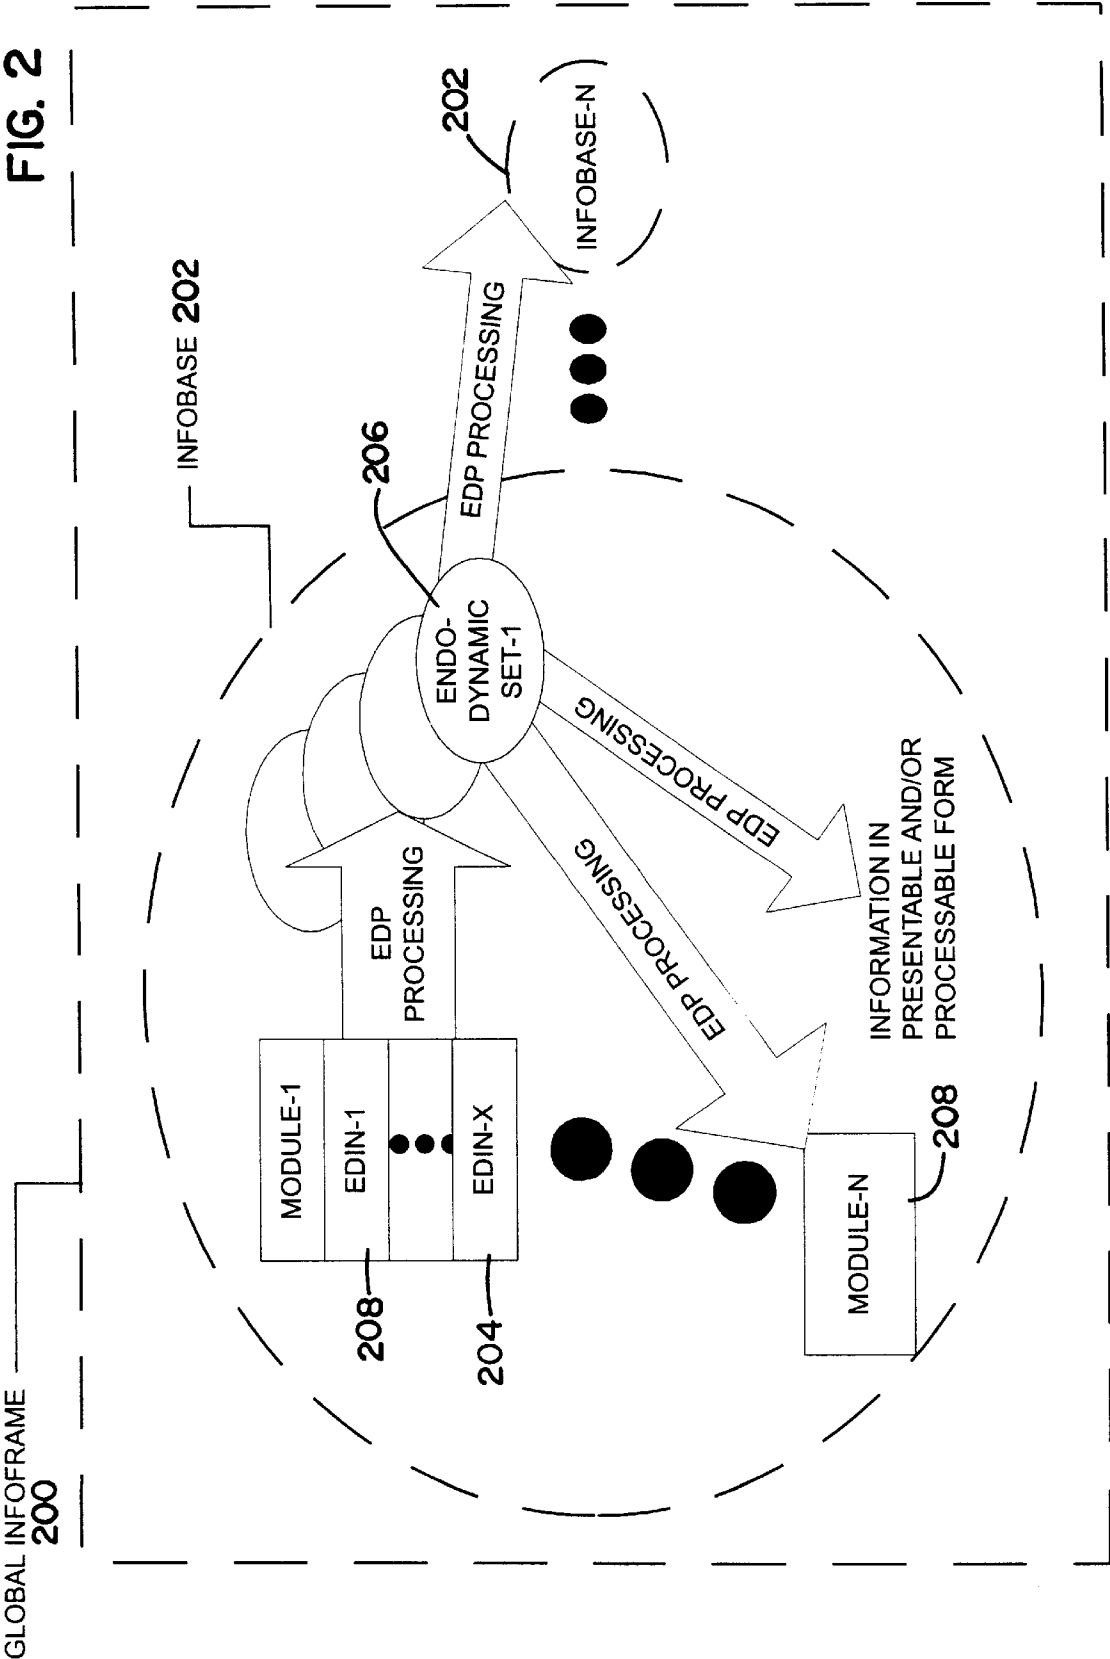 FIG. 2
GLOBAL INFOFRAME
200
INFOBASE 202
202
INFOBASE-N
206
EDP PROCESSING
ENDO-
DYNAMIC
SET-1
EDP
PROCESSING
MODULE-1
EDIN-1
EDIN-X
208
204
EDP PROCESSING
EDP PROCESSING
INFORMATION IN
PRESENTABLE AND/OR
PROCESSABLE FORM
MODULE-N
208